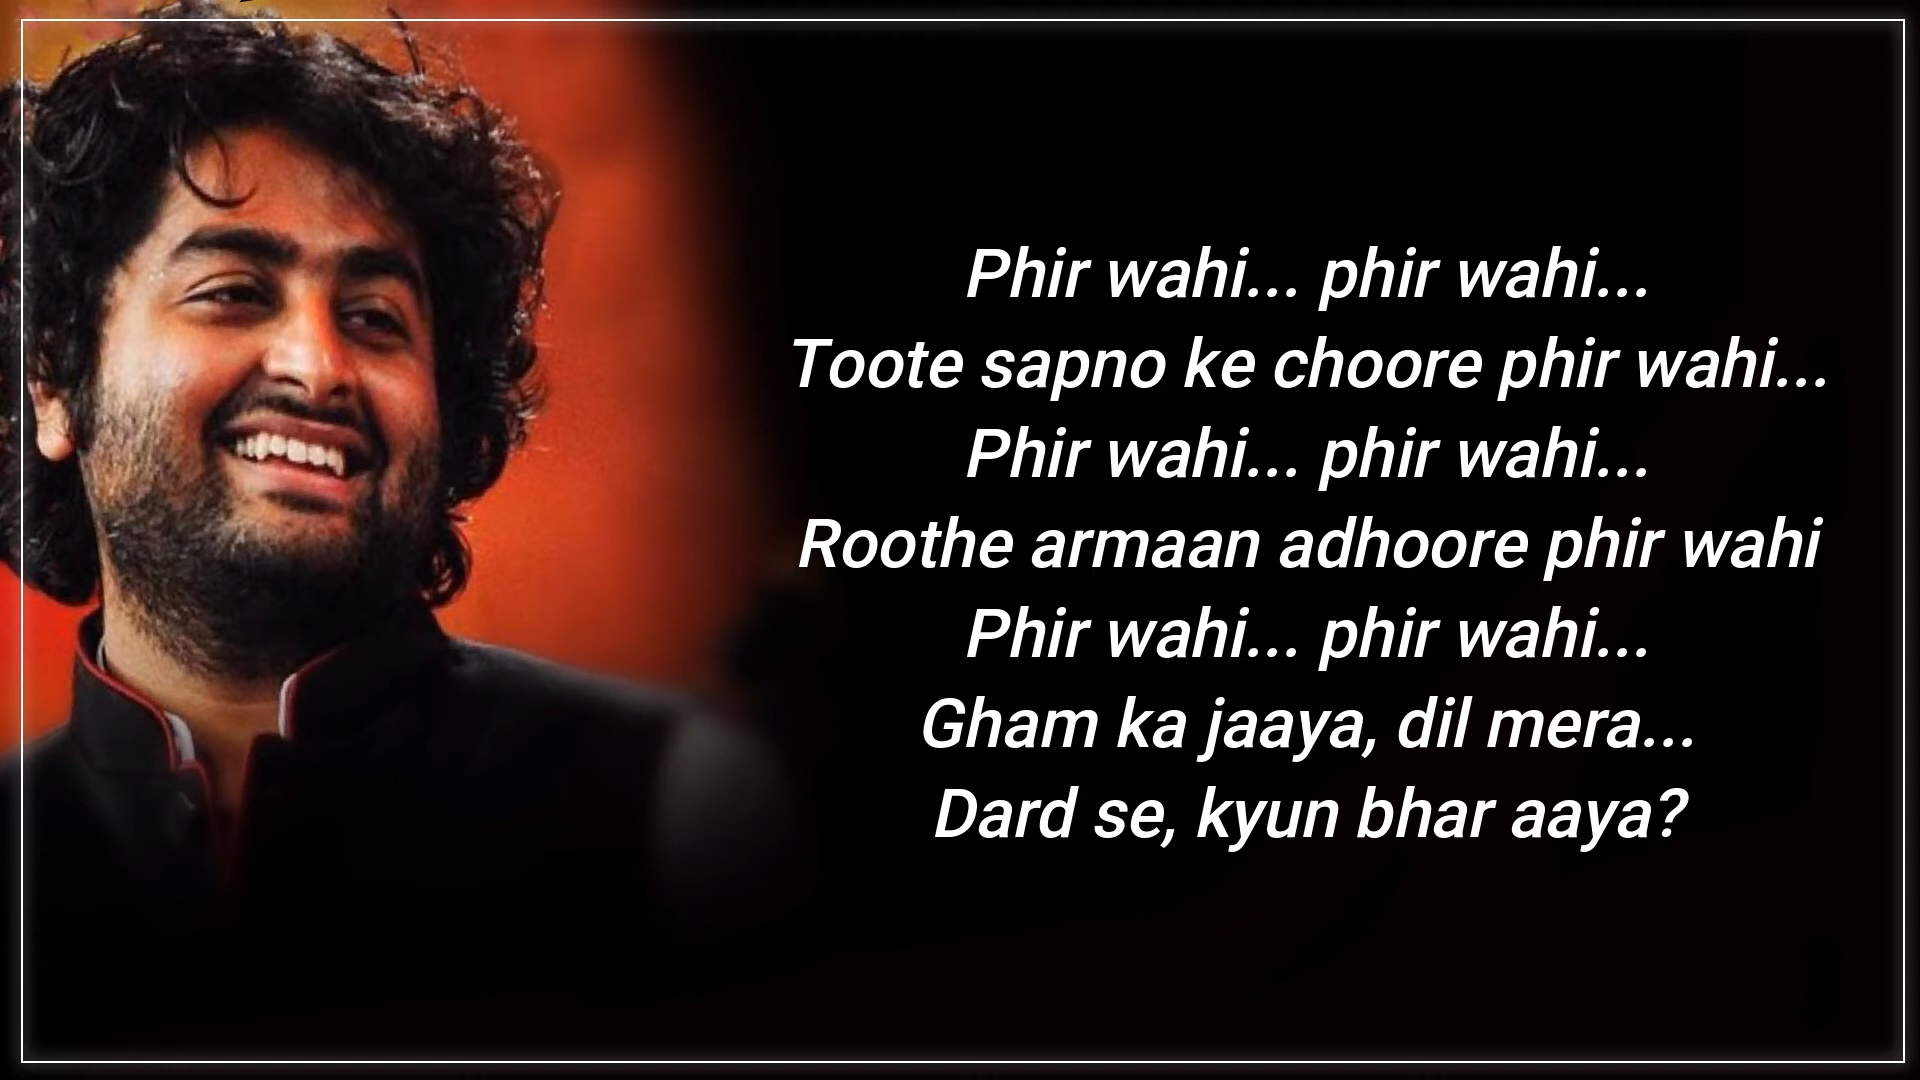 Phir wahi... phir wahi...
Toote sapno ke choore phir wahi...
Phir wahi... phir wahi...
Roothe armaan adhoore phir wahi
Phir wahi... phir wahi...
Gham ka jaaya, dil mera...
Dard se, kyun bhar aaya?